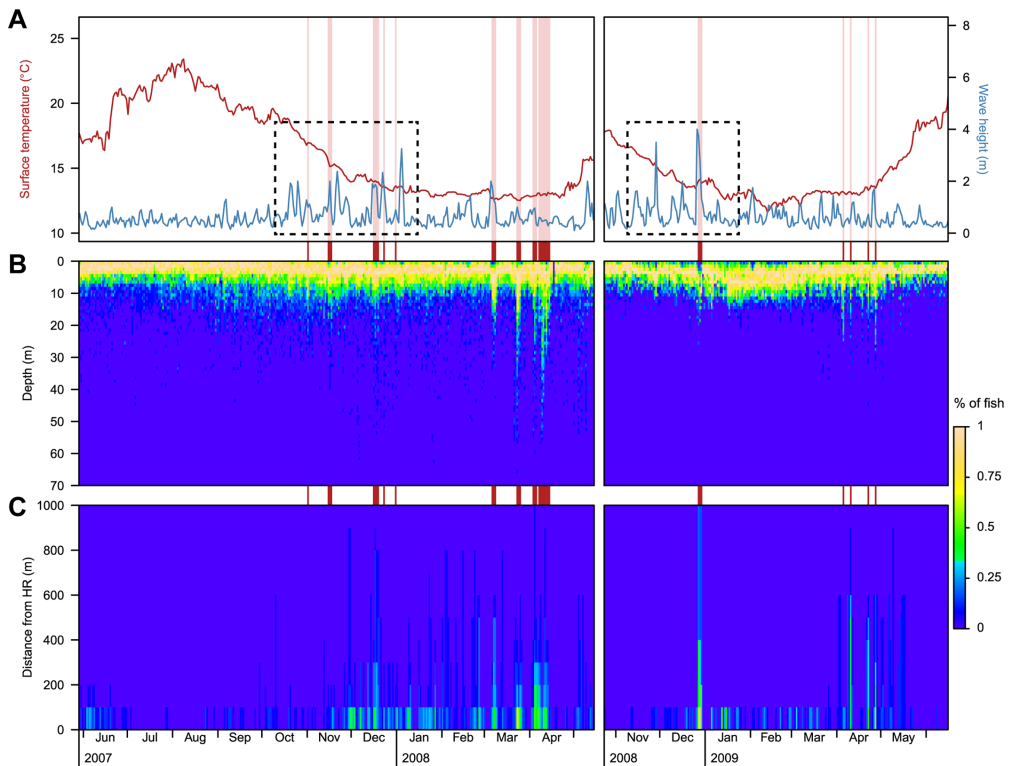 A
Surface temperature (°C)
25
20
15
10
8
6
4
2
0
Wave height (m)
B
Depth (m)
0
10
20
30
40
50
60
70
% of fish
1
0.75
0.5
0.25
0
C
Distance from HR (m)
1000
800
600
400
200
0
Jun Jul Aug Sep Oct Nov Dec Jan Feb Mar Apr Nov Dec Jan Feb Mar Apr May
2007 2008 2008 2009